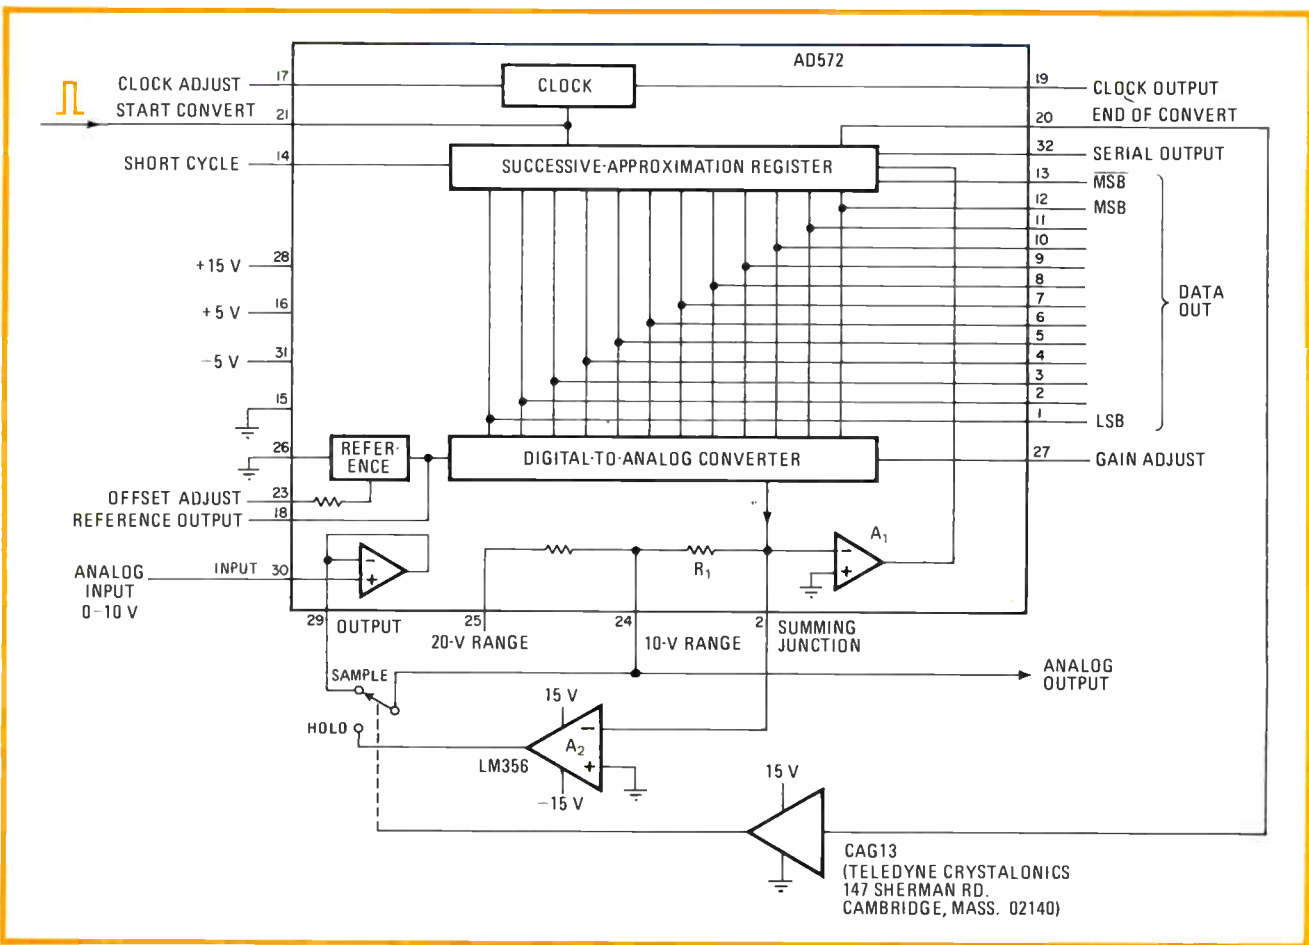 AD572
CLOCK ADJUST 17
CLOCK
19 CLOCK OUTPUT
START CONVERT 21
20 END OF CONVERT
SHORT CYCLE 14
SUCCESSIVE-APPROXIMATION REGISTER
32 SERIAL OUTPUT
13 MSB
12 MSB
11
10
+15 V 28
9
8
+5 V 16
7
6
5
-5 V 31
4
3
2
15
1 LSB
DATA
OUT
26
REFER-
ENCE
DIGITAL-TO-ANALOG CONVERTER
27 GAIN ADJUST
OFFSET ADJUST 23
REFERENCE OUTPUT 18
A1
R1
ANALOG
INPUT
0-10 V
INPUT 30
29 OUTPUT
25
20-V RANGE
24
10-V RANGE
2 SUMMING
JUNCTION
ANALOG
OUTPUT
SAMPLE
HOLD
15 V
A2
LM356
-15 V
15 V
CAG13
(TELEDYNE CRYSTALONICS
147 SHERMAN RD.
CAMBRIDGE, MASS. 02140)